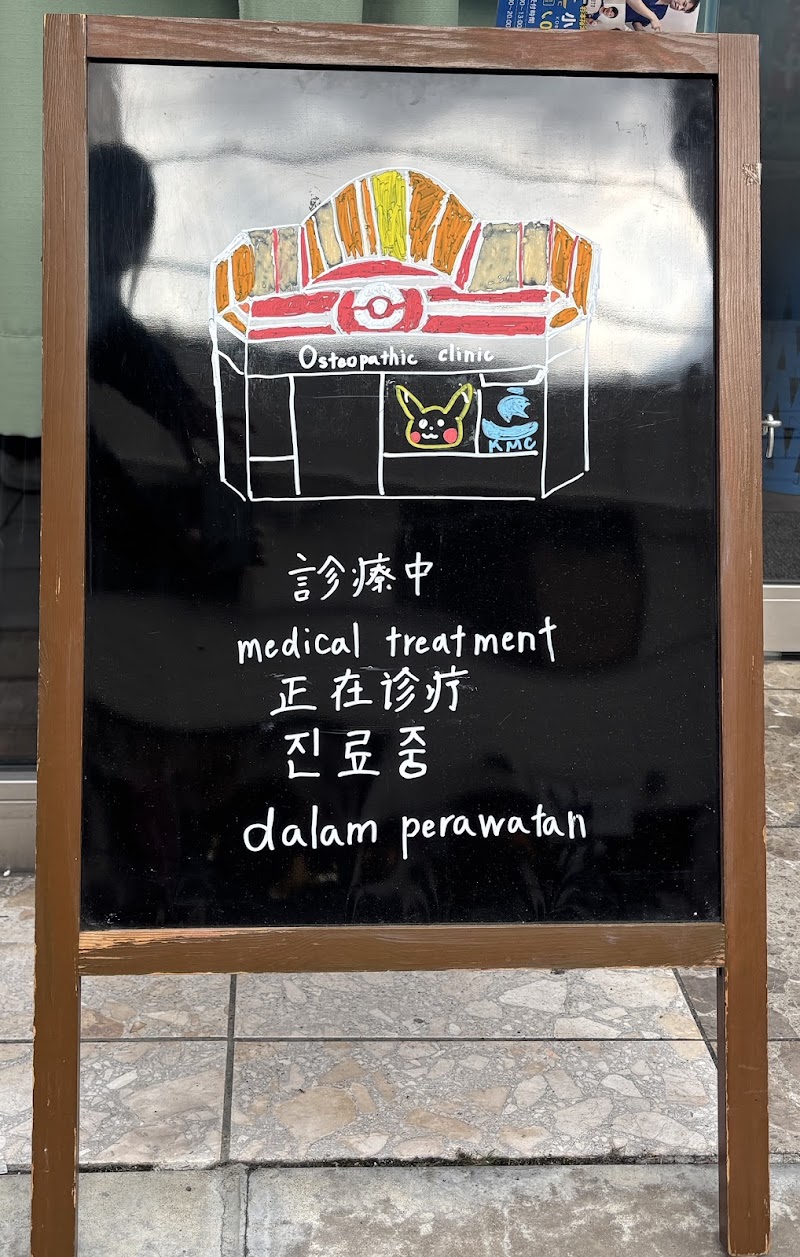 Osteopathic clinic
KMC
診療中
medical treatment
正在诊疗
진료중
dalam perawatan